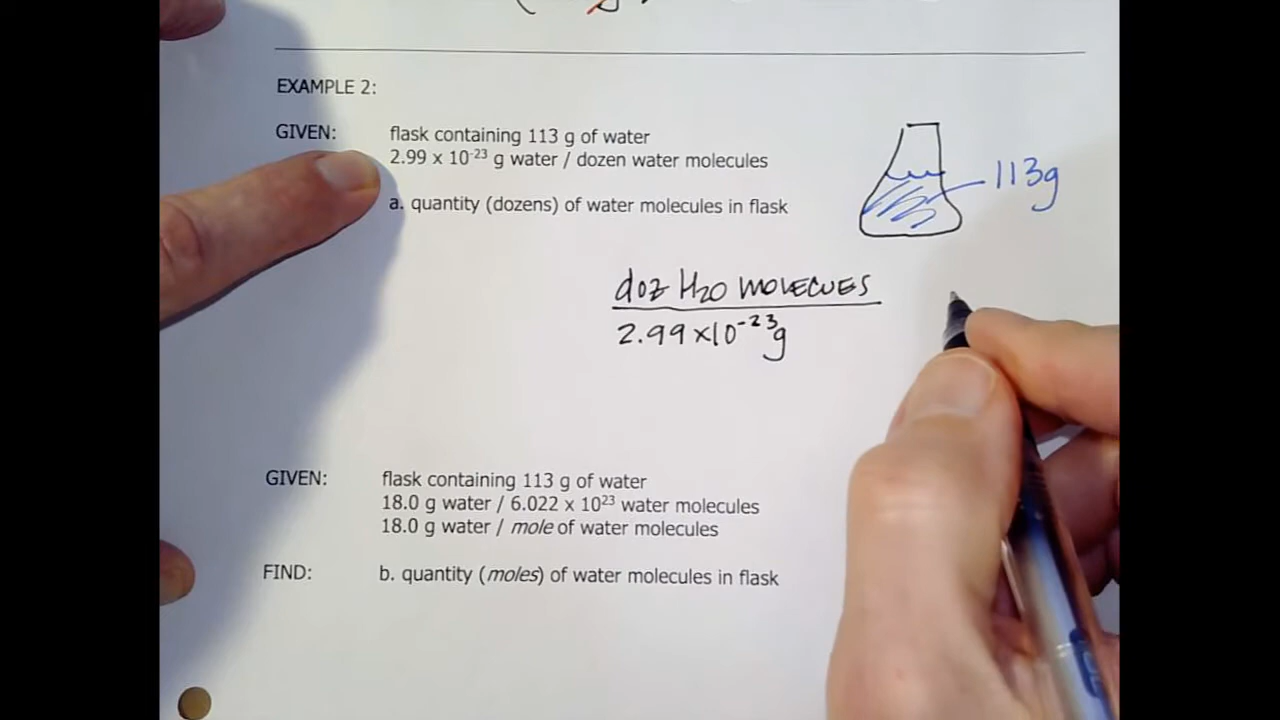 EXAMPLE 2:
GIVEN: flask containing 113 g of water
2.99 x 10⁻²³ g water / dozen water molecules
a. quantity (dozens) of water molecules in flask
113g
doz H₂O MOLECUES
2.99×10⁻²³g
GIVEN: flask containing 113 g of water
18.0 g water / 6.022 x 10²³ water molecules
18.0 g water / mole of water molecules
FIND: b. quantity (moles) of water molecules in flask